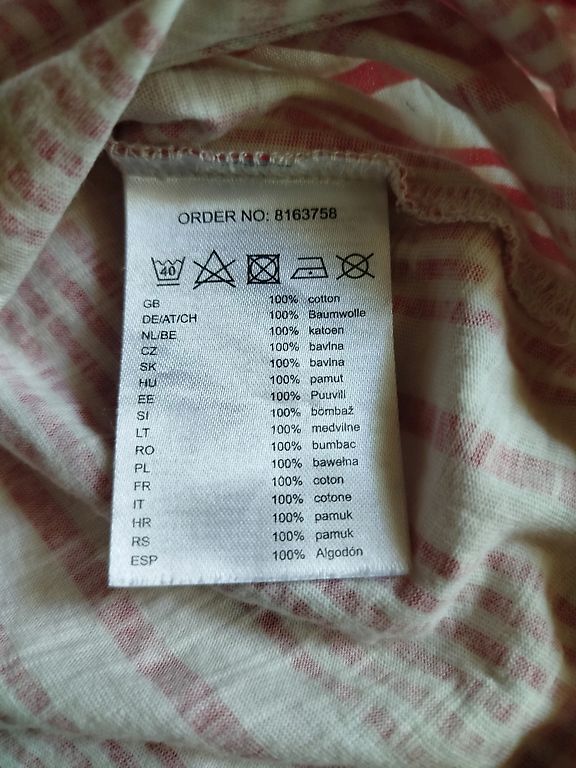 ORDER NO: 8163758
40
GB 100% cotton
DE/AT/CH 100% Baumwolle
NL/BE 100% katoen
CZ 100% bavlna
SK 100% bavlna
HU 100% pamut
EE 100% Puuvill
SI 100% bombaž
LT 100% medvilne
RO 100% bumbac
PL 100% bawełna
FR 100% coton
IT 100% cotone
HR 100% pamuk
RS 100% pamuk
ESP 100% Algodón